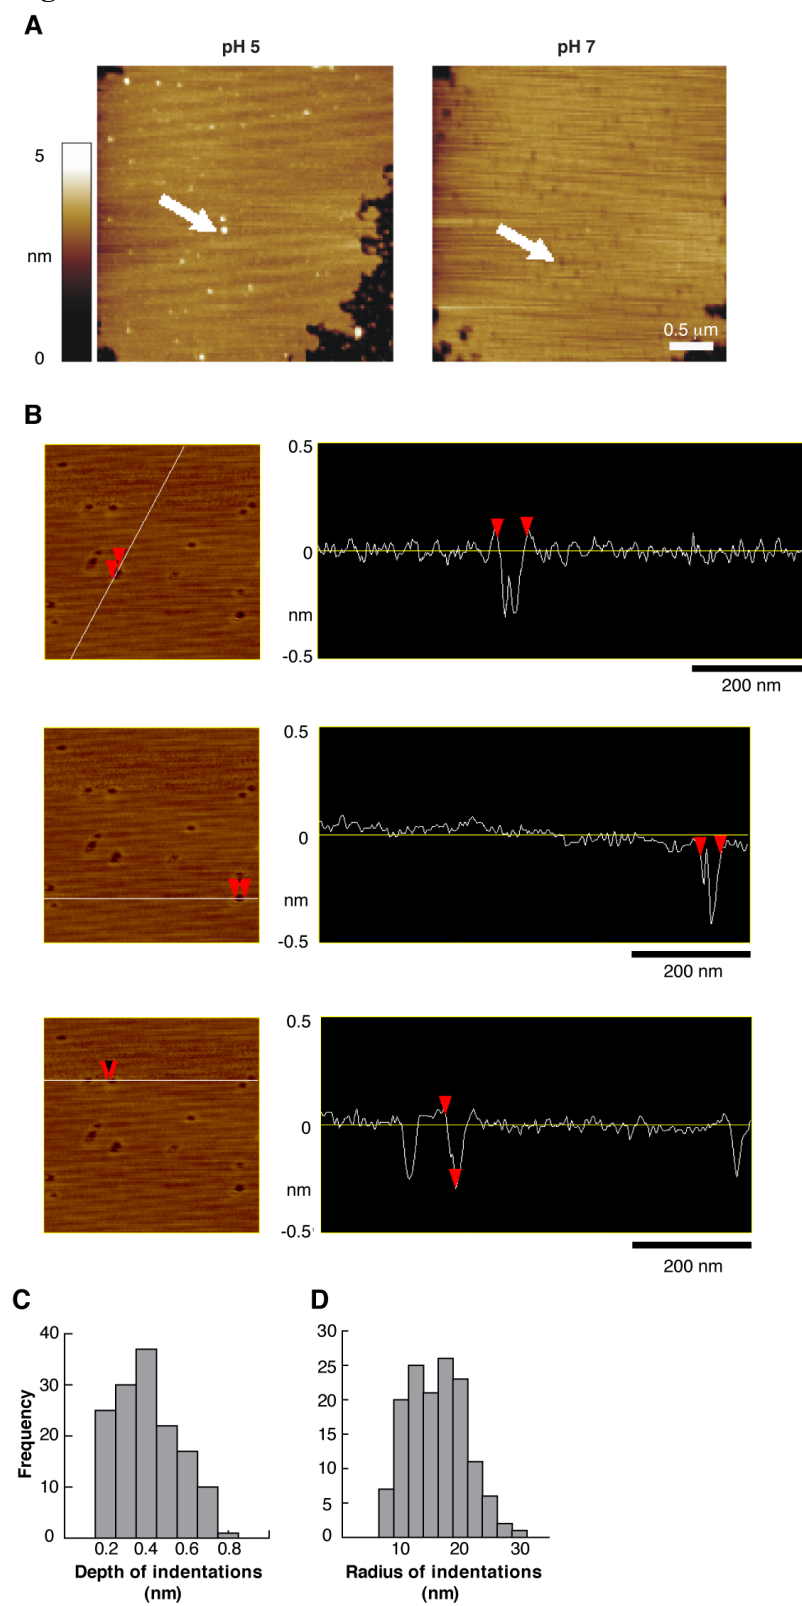 A
pH 5
pH 7
5
nm
0
0.5 μm
B
0.5
0
nm
-0.5
200 nm
0.5
0
nm
-0.5
200 nm
0.5
0
nm
-0.5
200 nm
C
D
40
30
20
10
0
Frequency
0.2 0.4 0.6 0.8
Depth of indentations
(nm)
30
25
20
15
10
5
0
10 20 30
Radius of indentations
(nm)